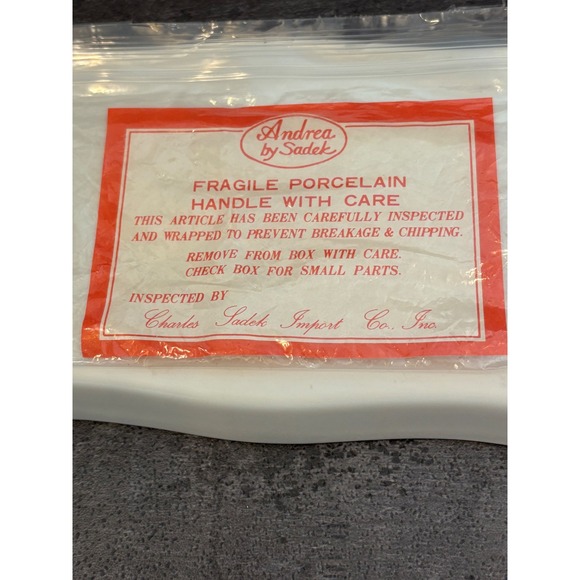 Andrea
by Sadek
FRAGILE PORCELAIN
HANDLE WITH CARE
THIS ARTICLE HAS BEEN CAREFULLY INSPECTED
AND WRAPPED TO PREVENT BREAKAGE & CHIPPING.
REMOVE FROM BOX WITH CARE.
CHECK BOX FOR SMALL PARTS.
INSPECTED BY
Charles Sadek Import Co., Inc.